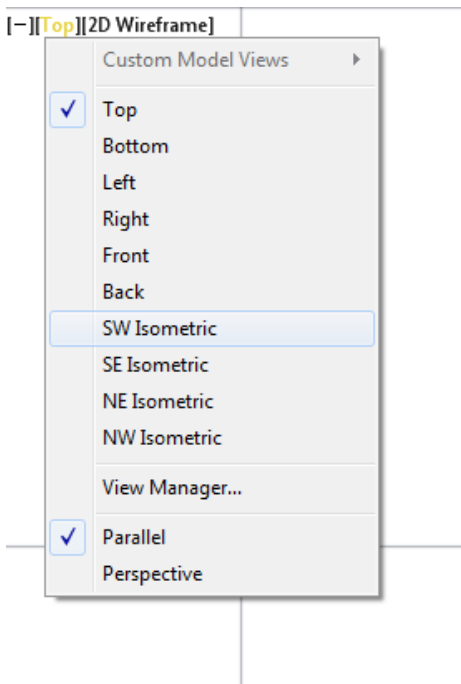 [−][Top][2D Wireframe]
Custom Model Views
Top
Bottom
Left
Right
Front
Back
SW Isometric
SE Isometric
NE Isometric
NW Isometric
View Manager...
Parallel
Perspective